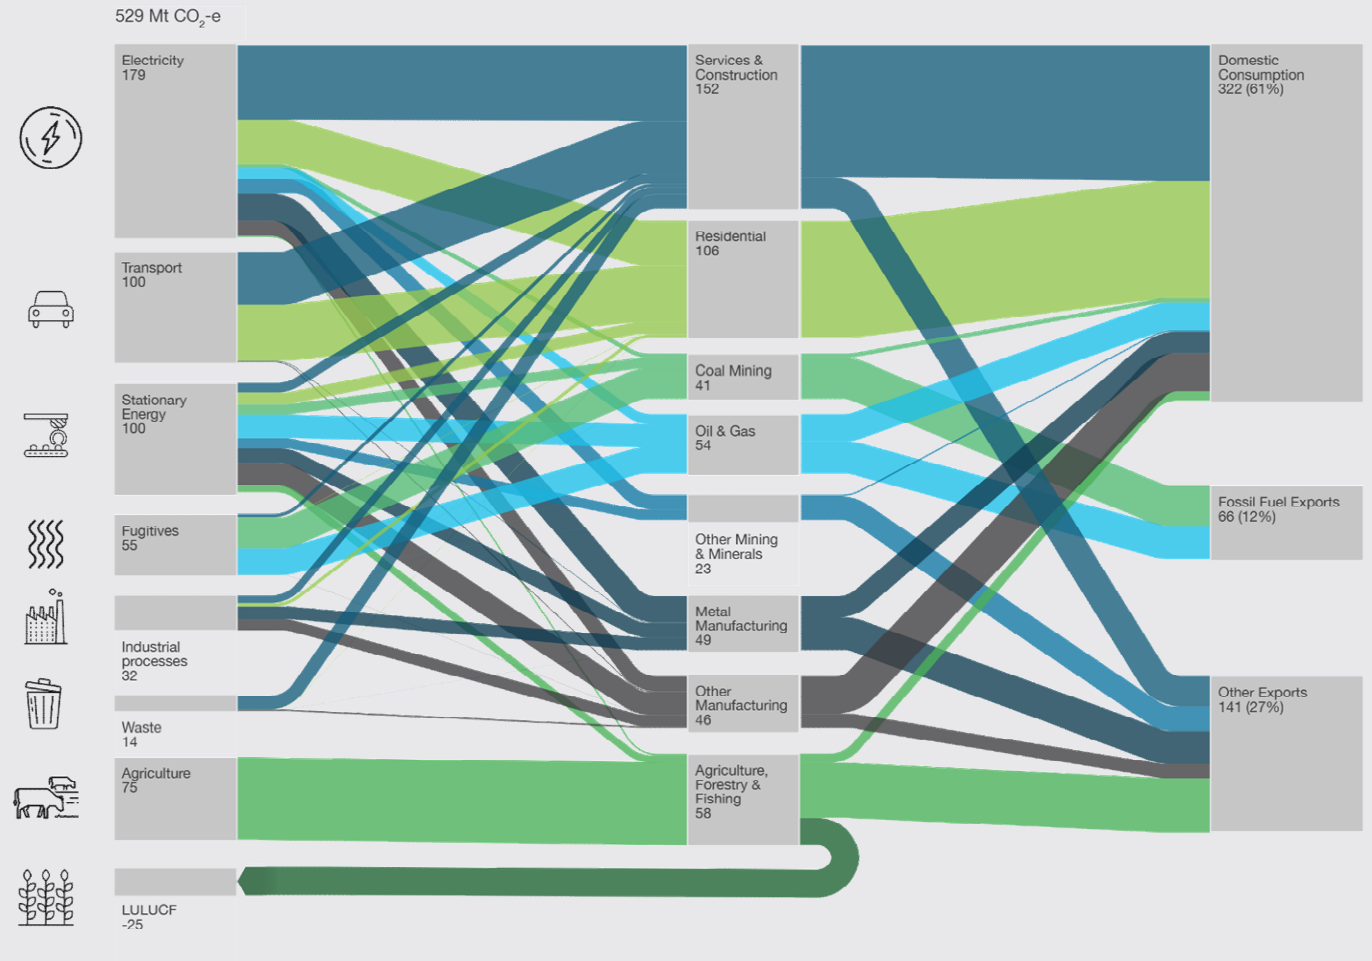 529 Mt CO2-e
Electricity
179
Transport
100
Stationary
Energy
100
Fugitives
55
Industrial
processes
32
Waste
14
Agriculture
75
LULUCF
-25
Services &
Construction
152
Residential
106
Coal Mining
41
Oil & Gas
54
Other Mining
& Minerals
23
Metal
Manufacturing
49
Other
Manufacturing
46
Agriculture,
Forestry &
Fishing
58
Domestic
Consumption
322 (61%)
Fossil Fuel Exports
66 (12%)
Other Exports
141 (27%)